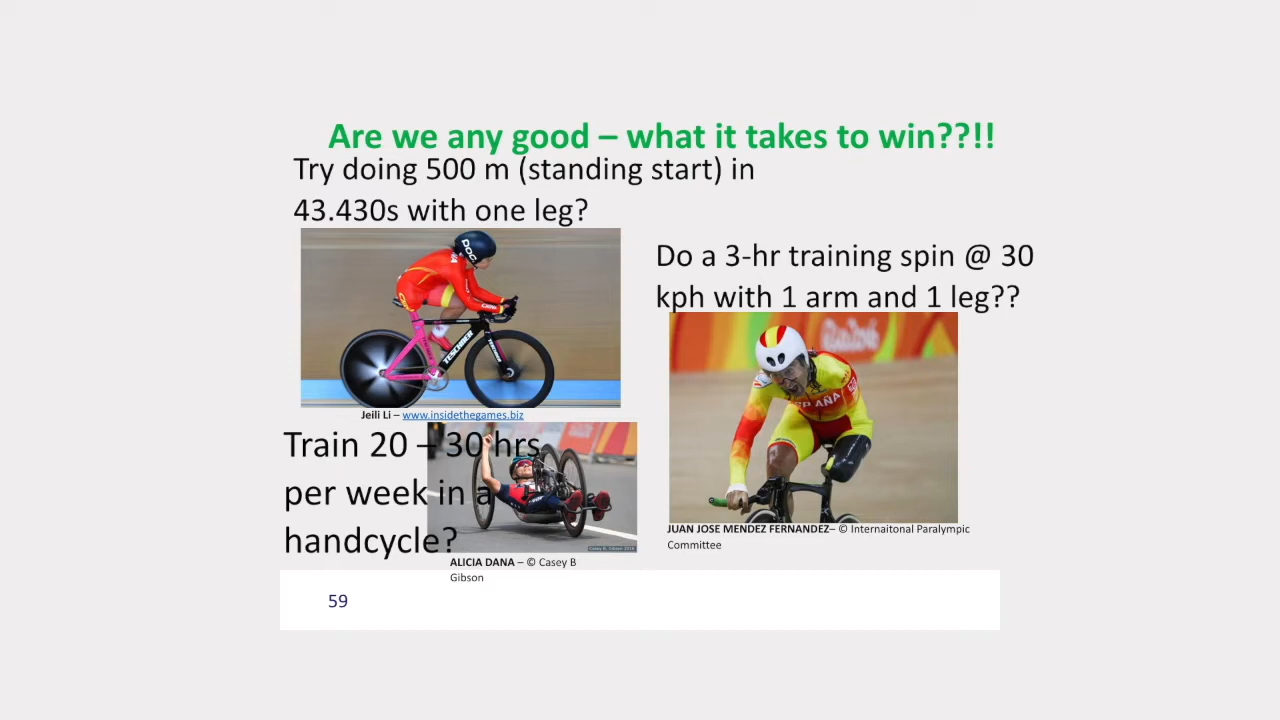 Are we any good – what it takes to win??!!
Try doing 500 m (standing start) in
43.430s with one leg?
Do a 3-hr training spin @ 30
kph with 1 arm and 1 leg??
ESPAÑA
Jeili Li – www.insidethegames.biz
Train 20 – 30 hrs
per week in a
handcycle?
JUAN JOSE MENDEZ FERNANDEZ– © Internaitonal Paralympic
Committee
ALICIA DANA – © Casey B
Gibson
59